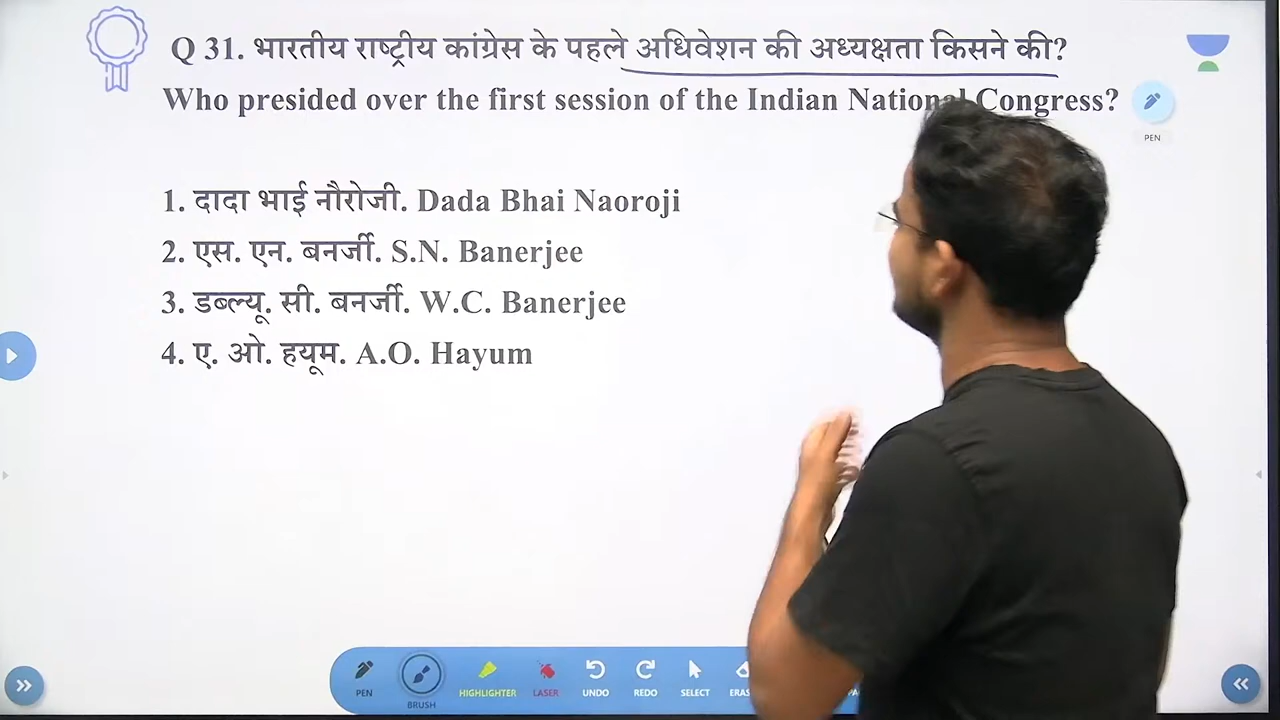 Q 31. भारतीय राष्ट्रीय कांग्रेस के पहले अधिवेशन की अध्यक्षता किसने की?
Who presided over the first session of the Indian National Congress?
PEN
1. दादा भाई नौरोजी. Dada Bhai Naoroji
2. एस. एन. बनर्जी. S.N. Banerjee
3. डब्ल्यू. सी. बनर्जी. W.C. Banerjee
4. ए. ओ. हयूम. A.O. Hayum
PEN BRUSH HIGHLIGHTER LASER UNDO REDO SELECT